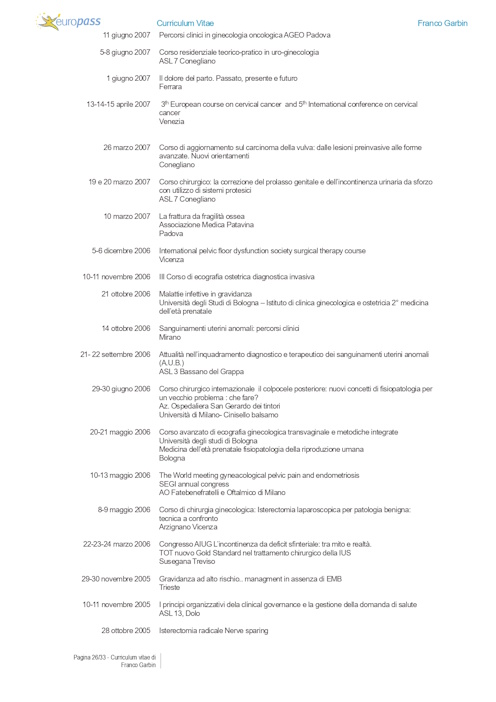 europass
Curriculum Vitae
Franco Garbin
11 giugno 2007 Percorsi clinici in ginecologia oncologica AGEO Padova
5-8 giugno 2007 Corso residenziale teorico-pratico in uro-ginecologia
ASL 7 Conegliano
1 giugno 2007 Il dolore del parto. Passato, presente e futuro
Ferrara
13-14-15 aprile 2007 3th European course on cervical cancer and 5th International conference on cervical
cancer
Venezia
26 marzo 2007 Corso di aggiornamento sul carcinoma della vulva: dalle lesioni preinvasive alle forme
avanzate. Nuovi orientamenti
Conegliano
19 e 20 marzo 2007 Corso chirurgico: la correzione del prolasso genitale e dell'incontinenza urinaria da sforzo
con utilizzo di sistemi protesici
ASL 7 Conegliano
10 marzo 2007 La frattura da fragilità ossea
Associazione Medica Patavina
Padova
5-6 dicembre 2006 International pelvic floor dysfunction society surgical therapy course
Vicenza
10-11 novembre 2006 III Corso di ecografia ostetrica diagnostica invasiva
21 ottobre 2006 Malattie infettive in gravidanza
Università degli Studi di Bologna – Istituto di clinica ginecologica e ostetricia 2° medicina
dell'età prenatale
14 ottobre 2006 Sanguinamenti uterini anomali: percorsi clinici
Mirano
21- 22 settembre 2006 Attualità nell'inquadramento diagnostico e terapeutico dei sanguinamenti uterini anomali
(A.U.B.)
ASL 3 Bassano del Grappa
29-30 giugno 2006 Corso chirurgico internazionale il colpocele posteriore: nuovi concetti di fisiopatologia per
un vecchio problema : che fare?
Az. Ospedaliera San Gerardo dei tintori
Università di Milano- Cinisello balsamo
20-21 maggio 2006 Corso avanzato di ecografia ginecologica transvaginale e metodiche integrate
Università degli studi di Bologna
Medicina dell'età prenatale fisiopatologia della riproduzione umana
Bologna
10-13 maggio 2006 The World meeting gyneacological pelvic pain and endometriosis
SEGI annual congress
AO Fatebenefratelli e Oftalmico di Milano
8-9 maggio 2006 Corso di chirurgia ginecologica: Isterectomia laparoscopica per patologia benigna:
tecnica a confronto
Arzignano Vicenza
22-23-24 marzo 2006 Congresso AIUG L'incontinenza da deficit sfinteriale: tra mito e realtà.
TOT nuovo Gold Standard nel trattamento chirurgico della IUS
Susegana Treviso
29-30 novembre 2005 Gravidanza ad alto rischio.. managment in assenza di EMB
Trieste
10-11 novembre 2005 I principi organizzativi dela clinical governance e la gestione della domanda di salute
ASL 13, Dolo
28 ottobre 2005 Isterectomia radicale Nerve sparing
Pagina 26/33 - Curriculum vitae di
Franco Garbin